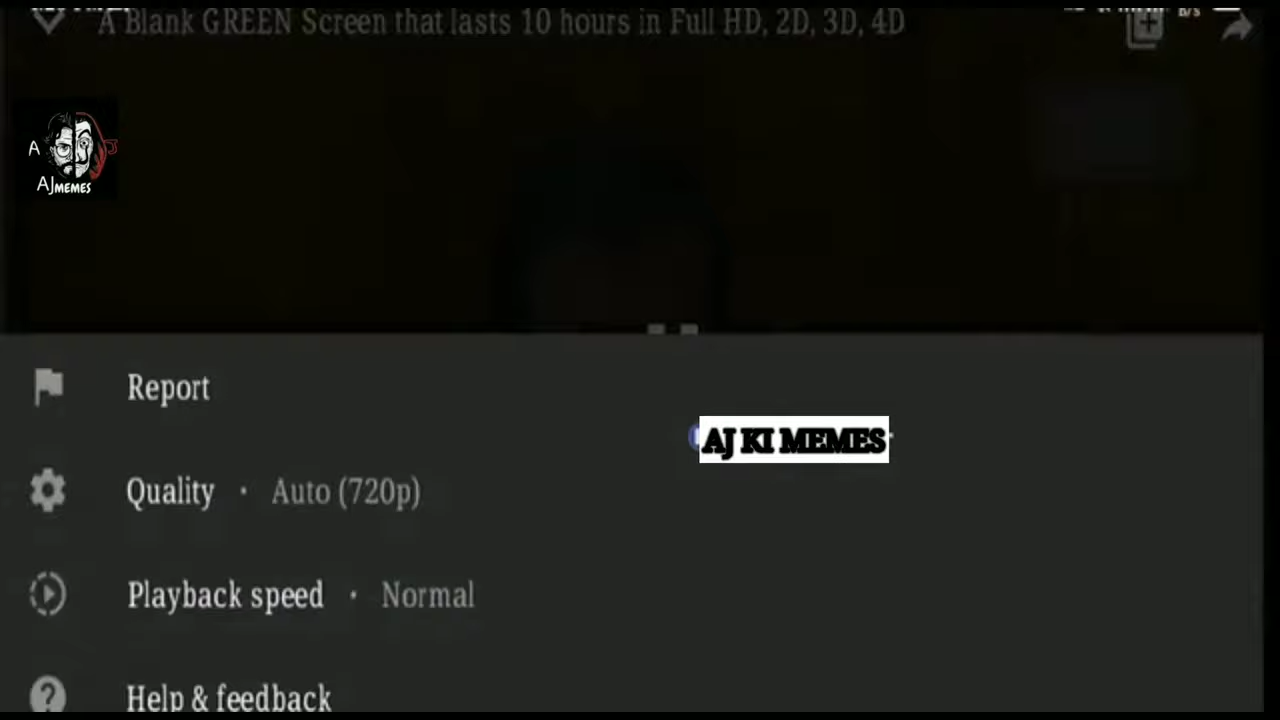 A Blank GREEN Screen that lasts 10 hours in Full HD, 2D, 3D, 4D
B/S
A
AJMEMES
Report
AJ KI MEMES
Quality · Auto (720p)
Playback speed · Normal
Help & feedback